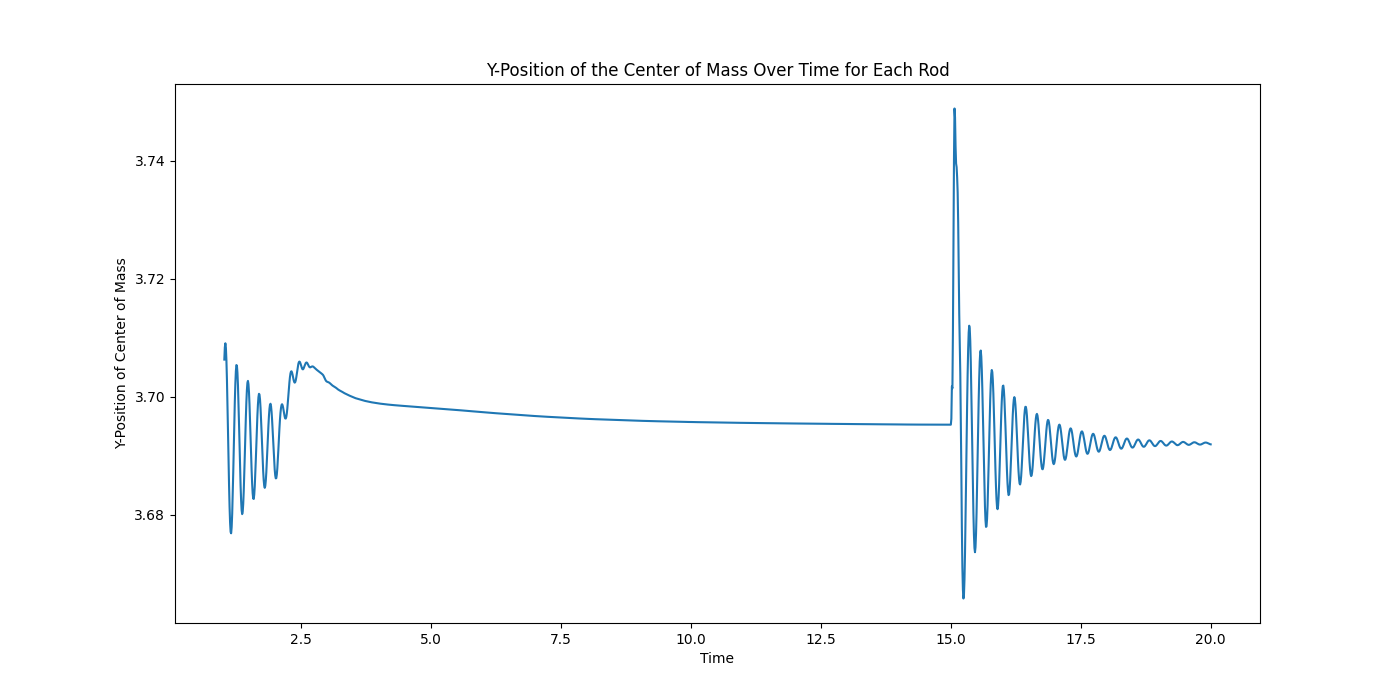 Y-Position of the Center of Mass Over Time for Each Rod
Y-Position of Center of Mass
3.74
3.72
3.70
3.68
2.5 5.0 7.5 10.0 12.5 15.0 17.5 20.0
Time